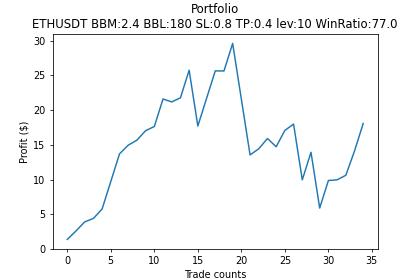 Portfolio
ETHUSDT BBM:2.4 BBL:180 SL:0.8 TP:0.4 lev:10 WinRatio:77.0
30
25
20
15
10
5
0
Profit ($)
0 5 10 15 20 25 30 35
Trade counts